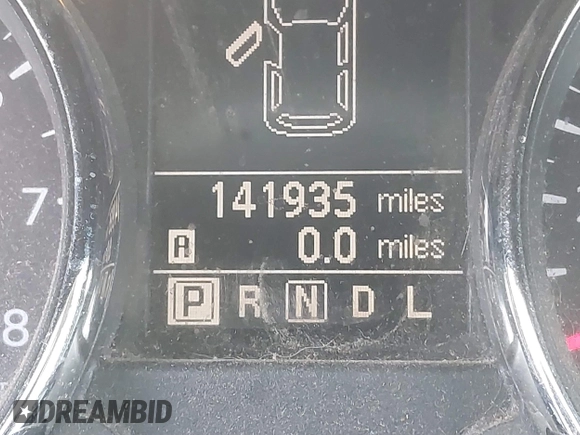 7
8
141935 miles
A 0.0 miles
P R N D L
DREAMBID